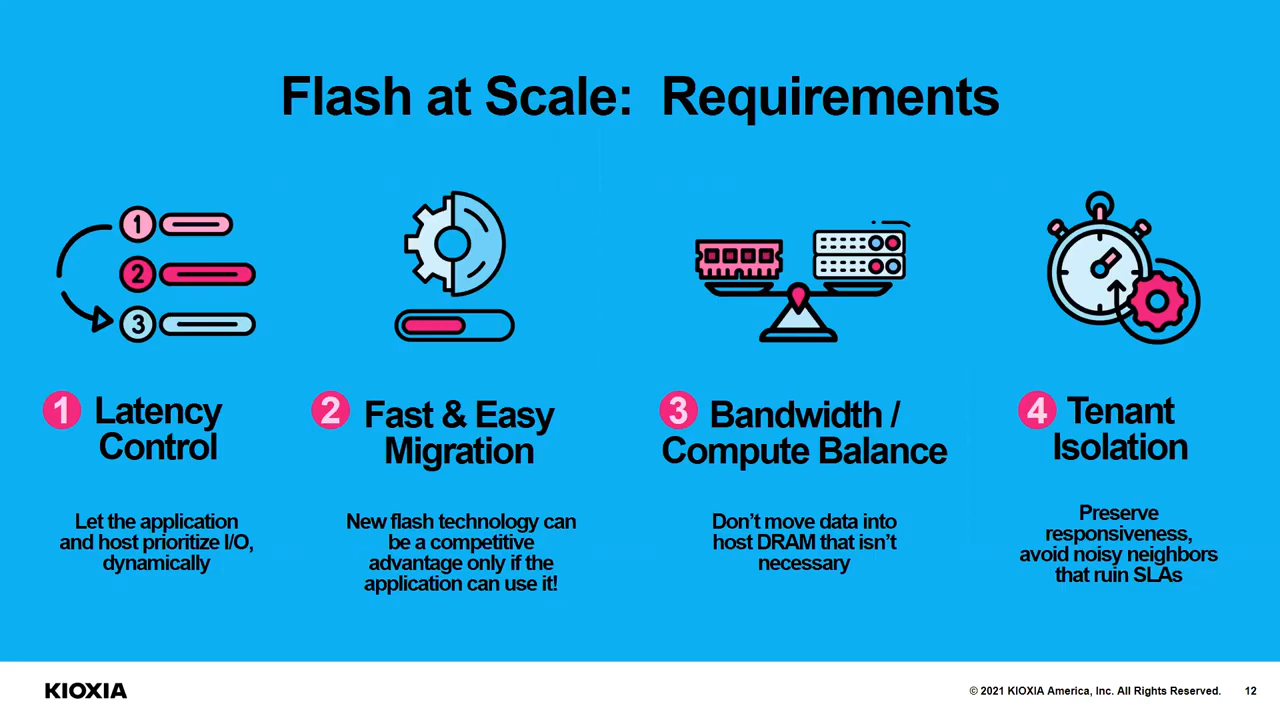 Flash at Scale:  Requirements
1
2
3
1 Latency
Control
Let the application
and host prioritize I/O,
dynamically
2 Fast & Easy
Migration
New flash technology can
be a competitive
advantage only if the
application can use it!
3 Bandwidth /
Compute Balance
Don’t move data into
host DRAM that isn’t
necessary
4 Tenant
Isolation
Preserve
responsiveness,
avoid noisy neighbors
that ruin SLAs
KIOXIA
© 2021 KIOXIA America, Inc. All Rights Reserved. 12